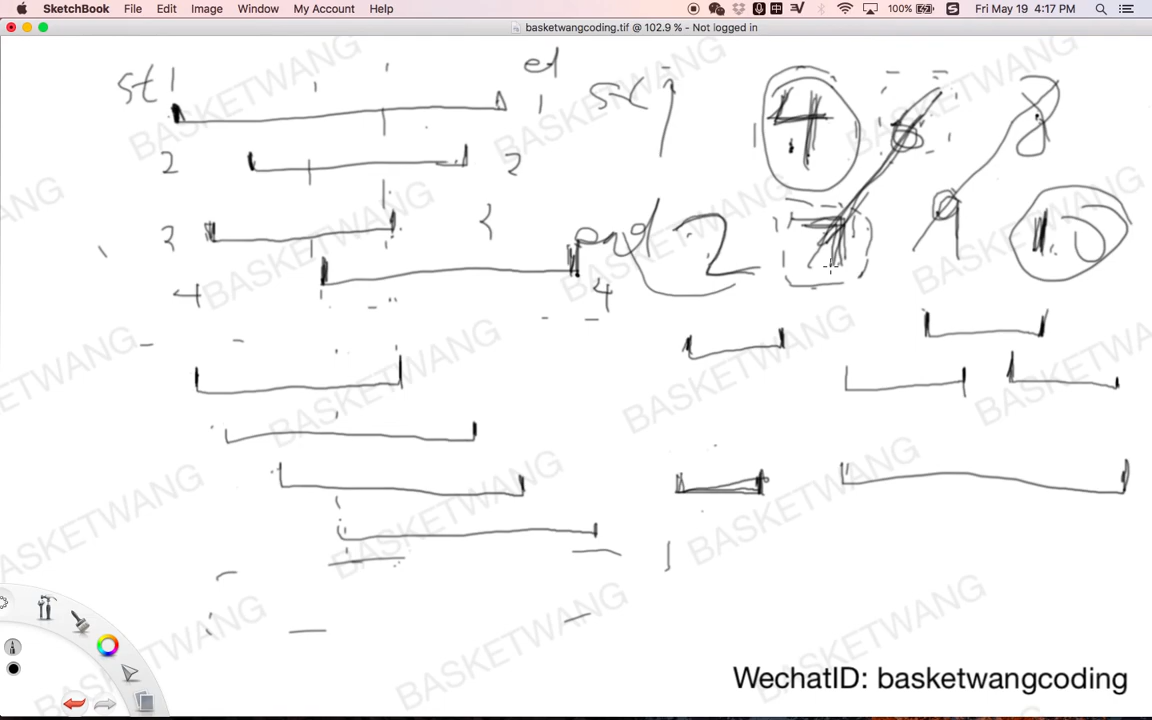 SketchBook File Edit Image Window My Account Help 100% Fri May 19 4:17 PM
basketwangcoding.tif @ 102.9 % - Not logged in
st 1 ed 1
2 2
3
4 4
4 8
end 2 7 9 10
BASKETWANG
WechatID: basketwangcoding